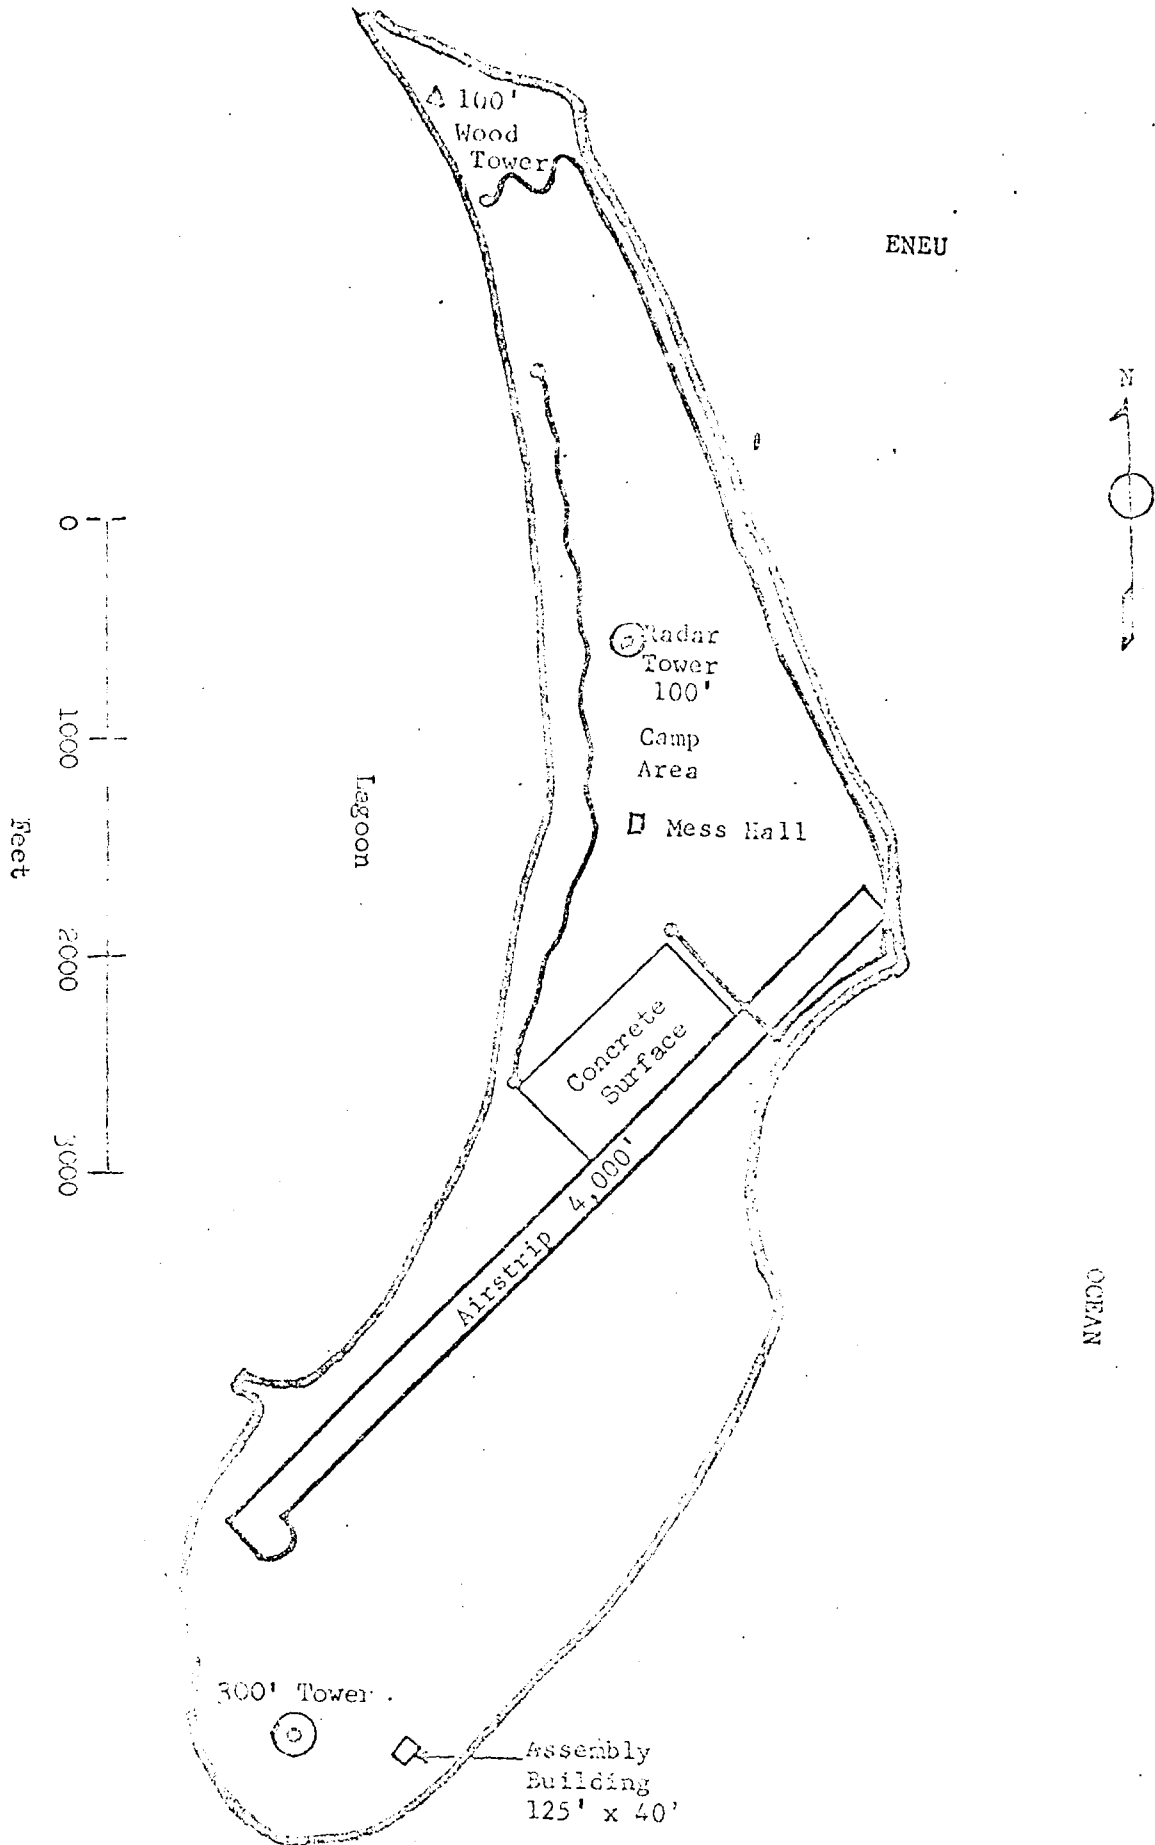 100'
Wood
Tower
ENEU
N
Radar
Tower
100'
Camp
Area
Mess Hall
Lagoon
0
1000
2000
3000
Feet
Concrete
Surface
Airstrip 4,000'
OCEAN
300' Tower
Assembly
Building
125' x 40'